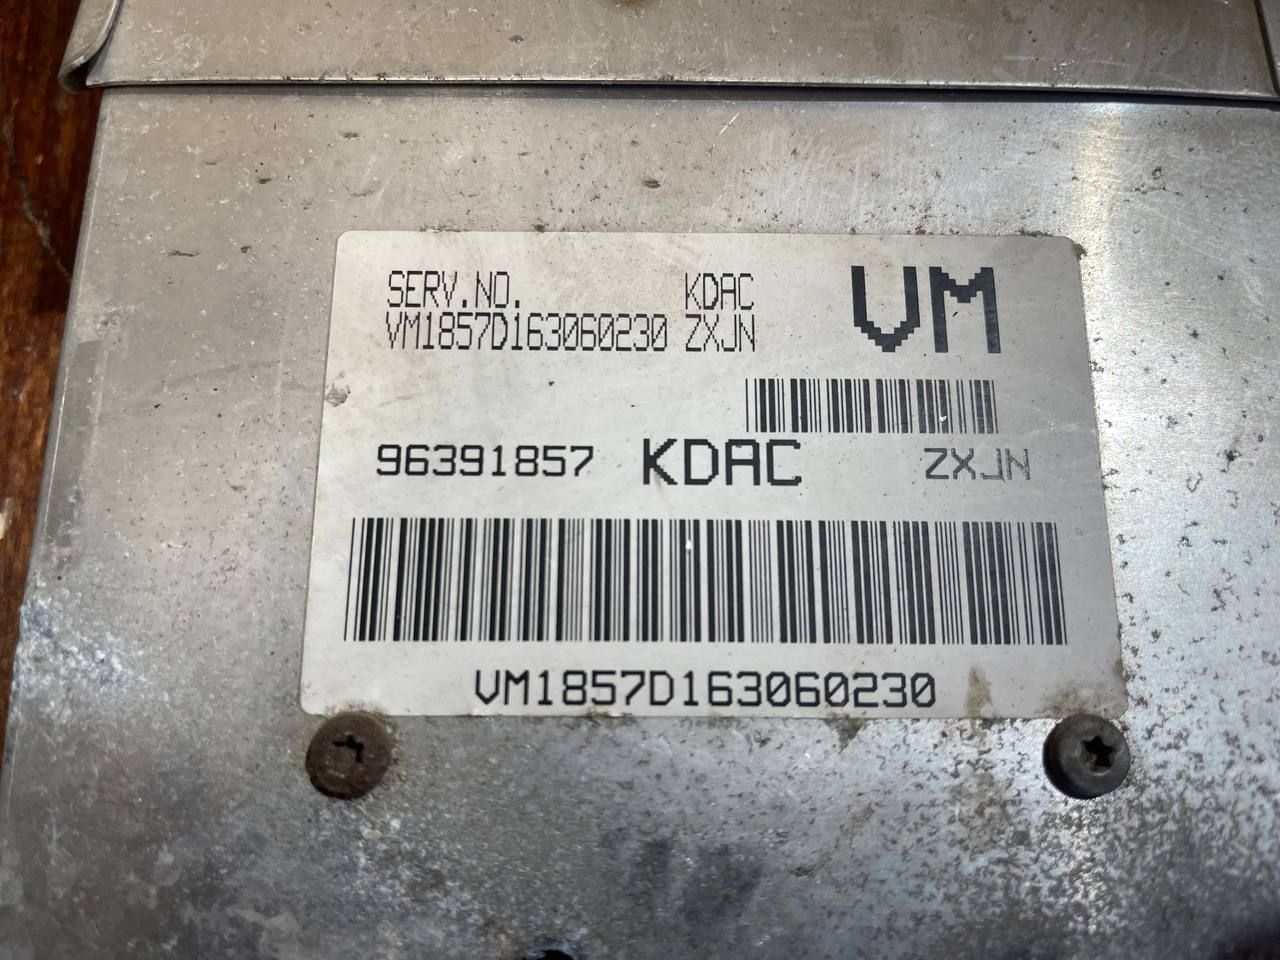 SERV.NO. KDAC VM
VM1857D163060230 ZXJN
96391857 KDAC ZXJN
VM1857D163060230